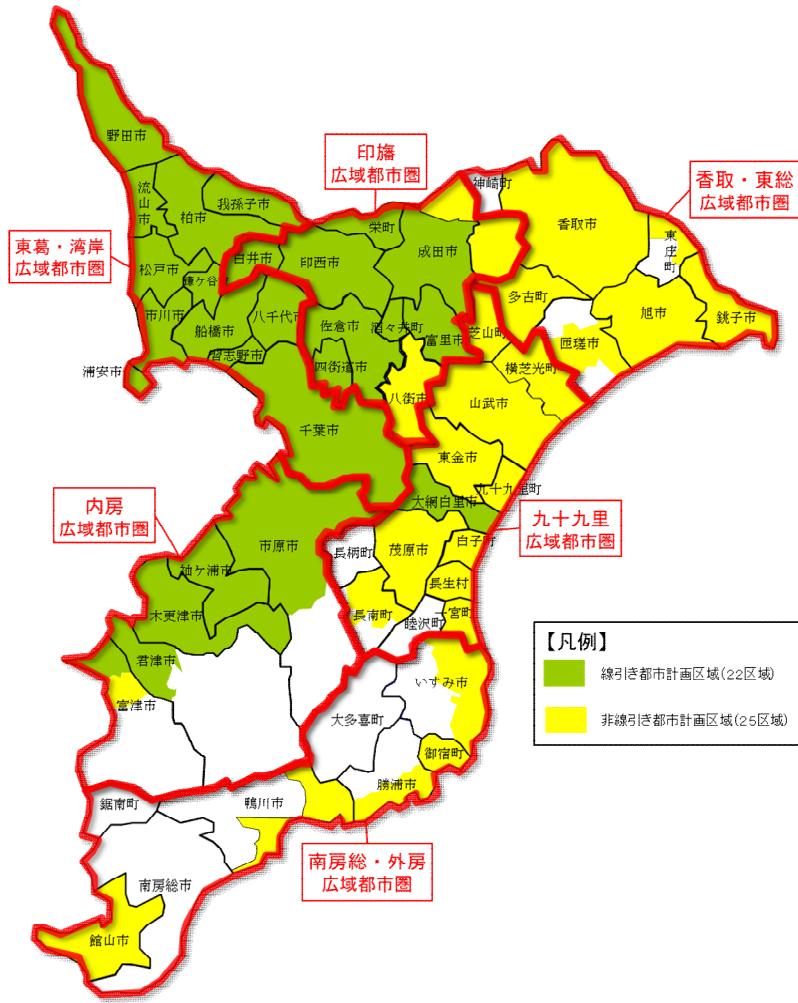 野田市
印旛
広域都市圏
神崎町
香取・東総
広域都市圏
流山市
柏市
我孫子市
栄町
香取市
東庄町
東葛・湾岸
広域都市圏
白井市
印西市
成田市
松戸市
鎌ケ谷市
多古町
旭市
銚子市
市川市
船橋市
八千代市
佐倉市
酒々井町
富里市
芝山町
匝瑳市
習志野市
四街道市
横芝光町
浦安市
八街市
山武市
千葉市
東金市
九十九里町
大網白里市
内房
広域都市圏
九十九里
広域都市圏
市原市
長柄町
茂原市
白子町
袖ケ浦市
長生村
木更津市
長南町
睦沢町
一宮町
君津市
富津市
いすみ市
大多喜町
御宿町
勝浦市
鋸南町
鴨川市
南房総・外房
広域都市圏
南房総市
館山市
【凡例】
線引き都市計画区域(22区域)
非線引き都市計画区域(25区域)